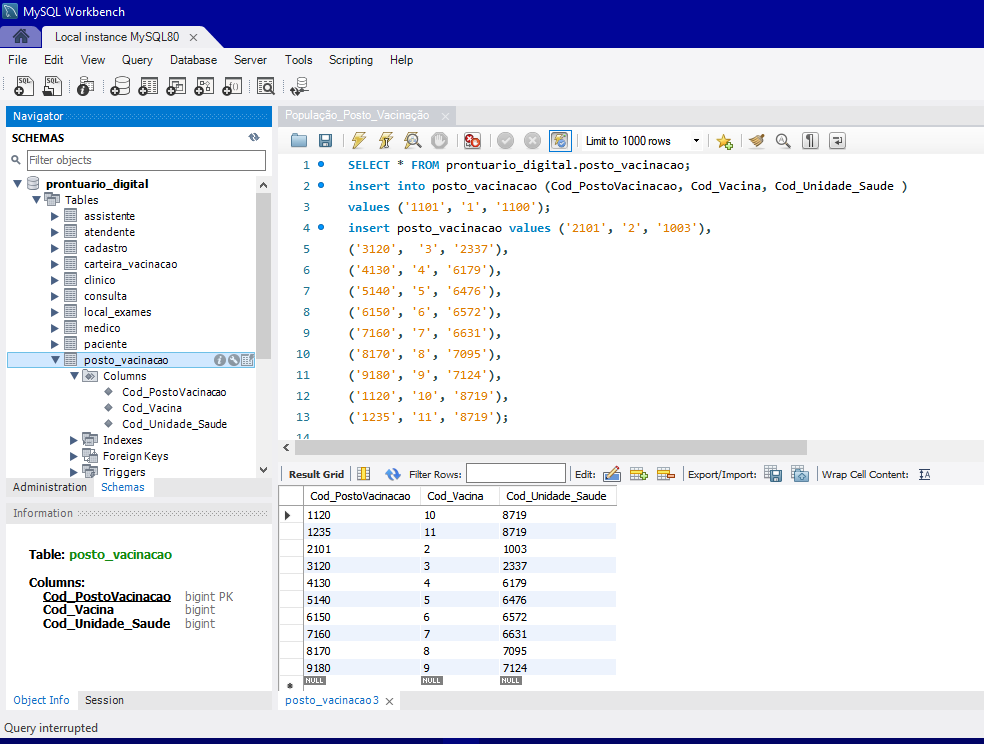 MySQL Workbench
Local instance MySQL80 ×
File Edit View Query Database Server Tools Scripting Help
Navigator
SCHEMAS
Filter objects
prontuario_digital
Tables
assistente
atendente
cadastro
carteira_vacinacao
clinico
consulta
local_exames
medico
paciente
posto_vacinacao
Columns
Cod_PostoVacinacao
Cod_Vacina
Cod_Unidade_Saude
Indexes
Foreign Keys
Triggers
Administration Schemas
Information
Table: posto_vacinacao
Columns:
Cod_PostoVacinacao bigint PK
Cod_Vacina bigint
Cod_Unidade_Saude bigint
Object Info Session
Query interrupted
População_Posto_Vacinação ×
Limit to 1000 rows
1 SELECT * FROM prontuario_digital.posto_vacinacao;
2 insert into posto_vacinacao (Cod_PostoVacinacao, Cod_Vacina, Cod_Unidade_Saude )
3 values ('1101', '1', '1100');
4 insert posto_vacinacao values ('2101', '2', '1003'),
5 ('3120', '3', '2337'),
6 ('4130', '4', '6179'),
7 ('5140', '5', '6476'),
8 ('6150', '6', '6572'),
9 ('7160', '7', '6631'),
10 ('8170', '8', '7095'),
11 ('9180', '9', '7124'),
12 ('1120', '10', '8719'),
13 ('1235', '11', '8719');
14
Result Grid Filter Rows: Edit: Export/Import: Wrap Cell Content:
Cod_PostoVacinacao Cod_Vacina Cod_Unidade_Saude
1120 10 8719
1235 11 8719
2101 2 1003
3120 3 2337
4130 4 6179
5140 5 6476
6150 6 6572
7160 7 6631
8170 8 7095
9180 9 7124
NULL NULL NULL
posto_vacinacao 3 ×